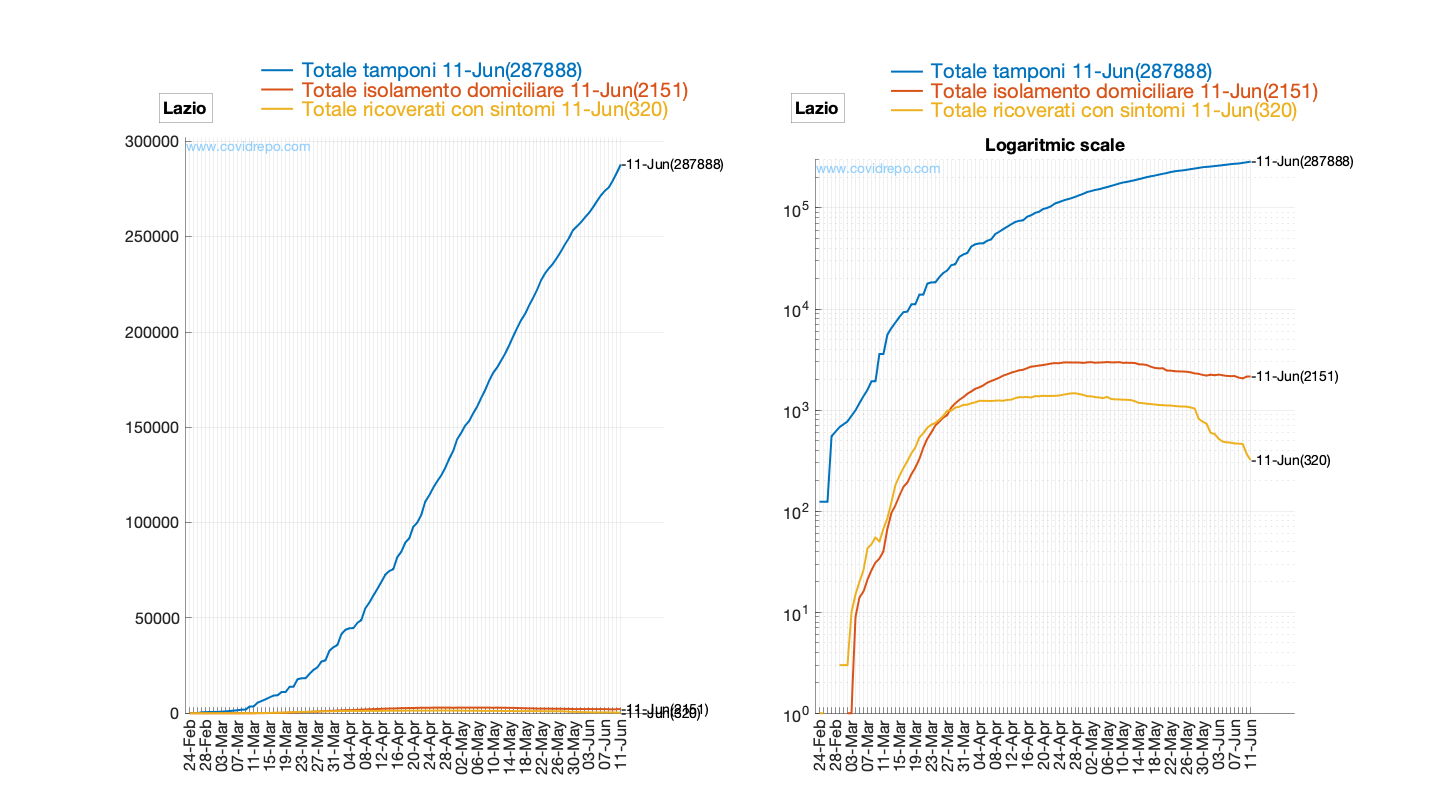 Totale tamponi 11-Jun(287888)
Totale isolamento domiciliare 11-Jun(2151)
Totale ricoverati con sintomi 11-Jun(320)
Lazio
www.covidrepo.com
300000
250000
200000
150000
100000
50000
0
-11-Jun(287888)
-11-Jun(2151)
-11-Jun(320)
24-Feb
28-Feb
03-Mar
07-Mar
11-Mar
15-Mar
19-Mar
23-Mar
27-Mar
31-Mar
04-Apr
08-Apr
12-Apr
16-Apr
20-Apr
24-Apr
28-Apr
02-May
06-May
10-May
14-May
18-May
22-May
26-May
30-May
03-Jun
07-Jun
11-Jun
Totale tamponi 11-Jun(287888)
Totale isolamento domiciliare 11-Jun(2151)
Totale ricoverati con sintomi 11-Jun(320)
Lazio
Logaritmic scale
www.covidrepo.com
10^5
10^4
10^3
10^2
10^1
10^0
-11-Jun(287888)
-11-Jun(2151)
-11-Jun(320)
24-Feb
28-Feb
03-Mar
07-Mar
11-Mar
15-Mar
19-Mar
23-Mar
27-Mar
31-Mar
04-Apr
08-Apr
12-Apr
16-Apr
20-Apr
24-Apr
28-Apr
02-May
06-May
10-May
14-May
18-May
22-May
26-May
30-May
03-Jun
07-Jun
11-Jun